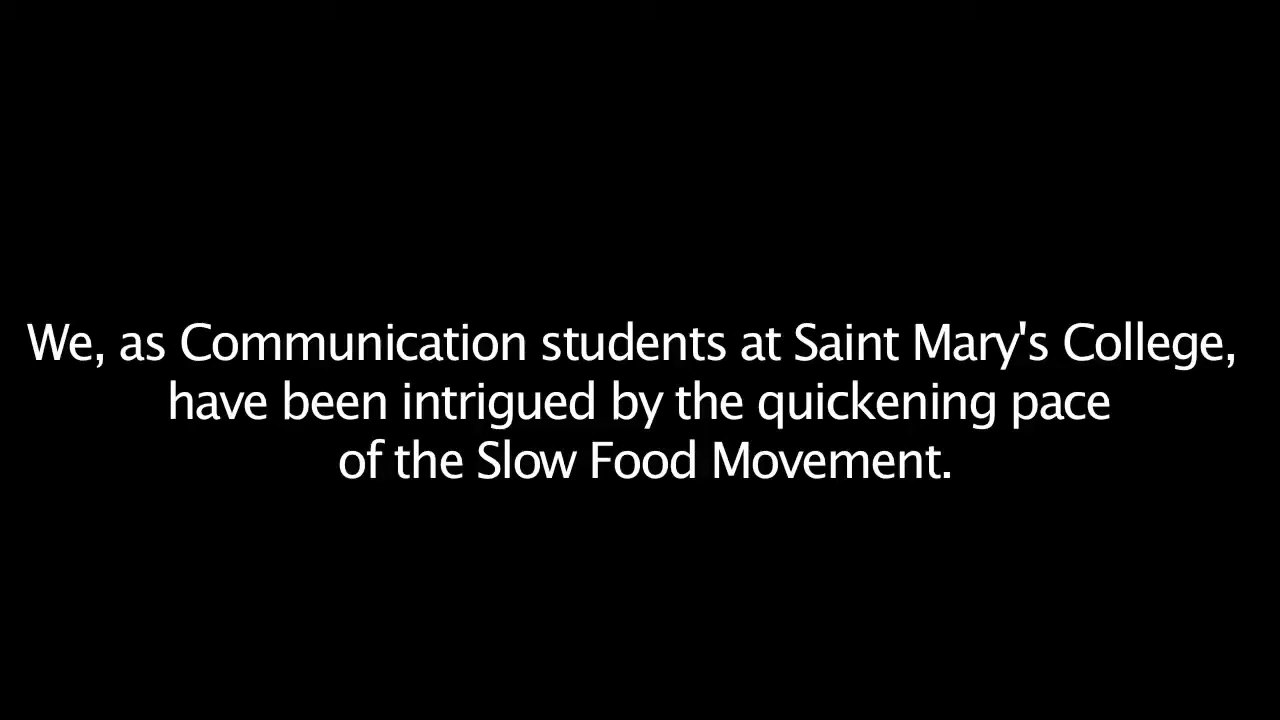 We, as Communication students at Saint Mary's College,
have been intrigued by the quickening pace
of the Slow Food Movement.